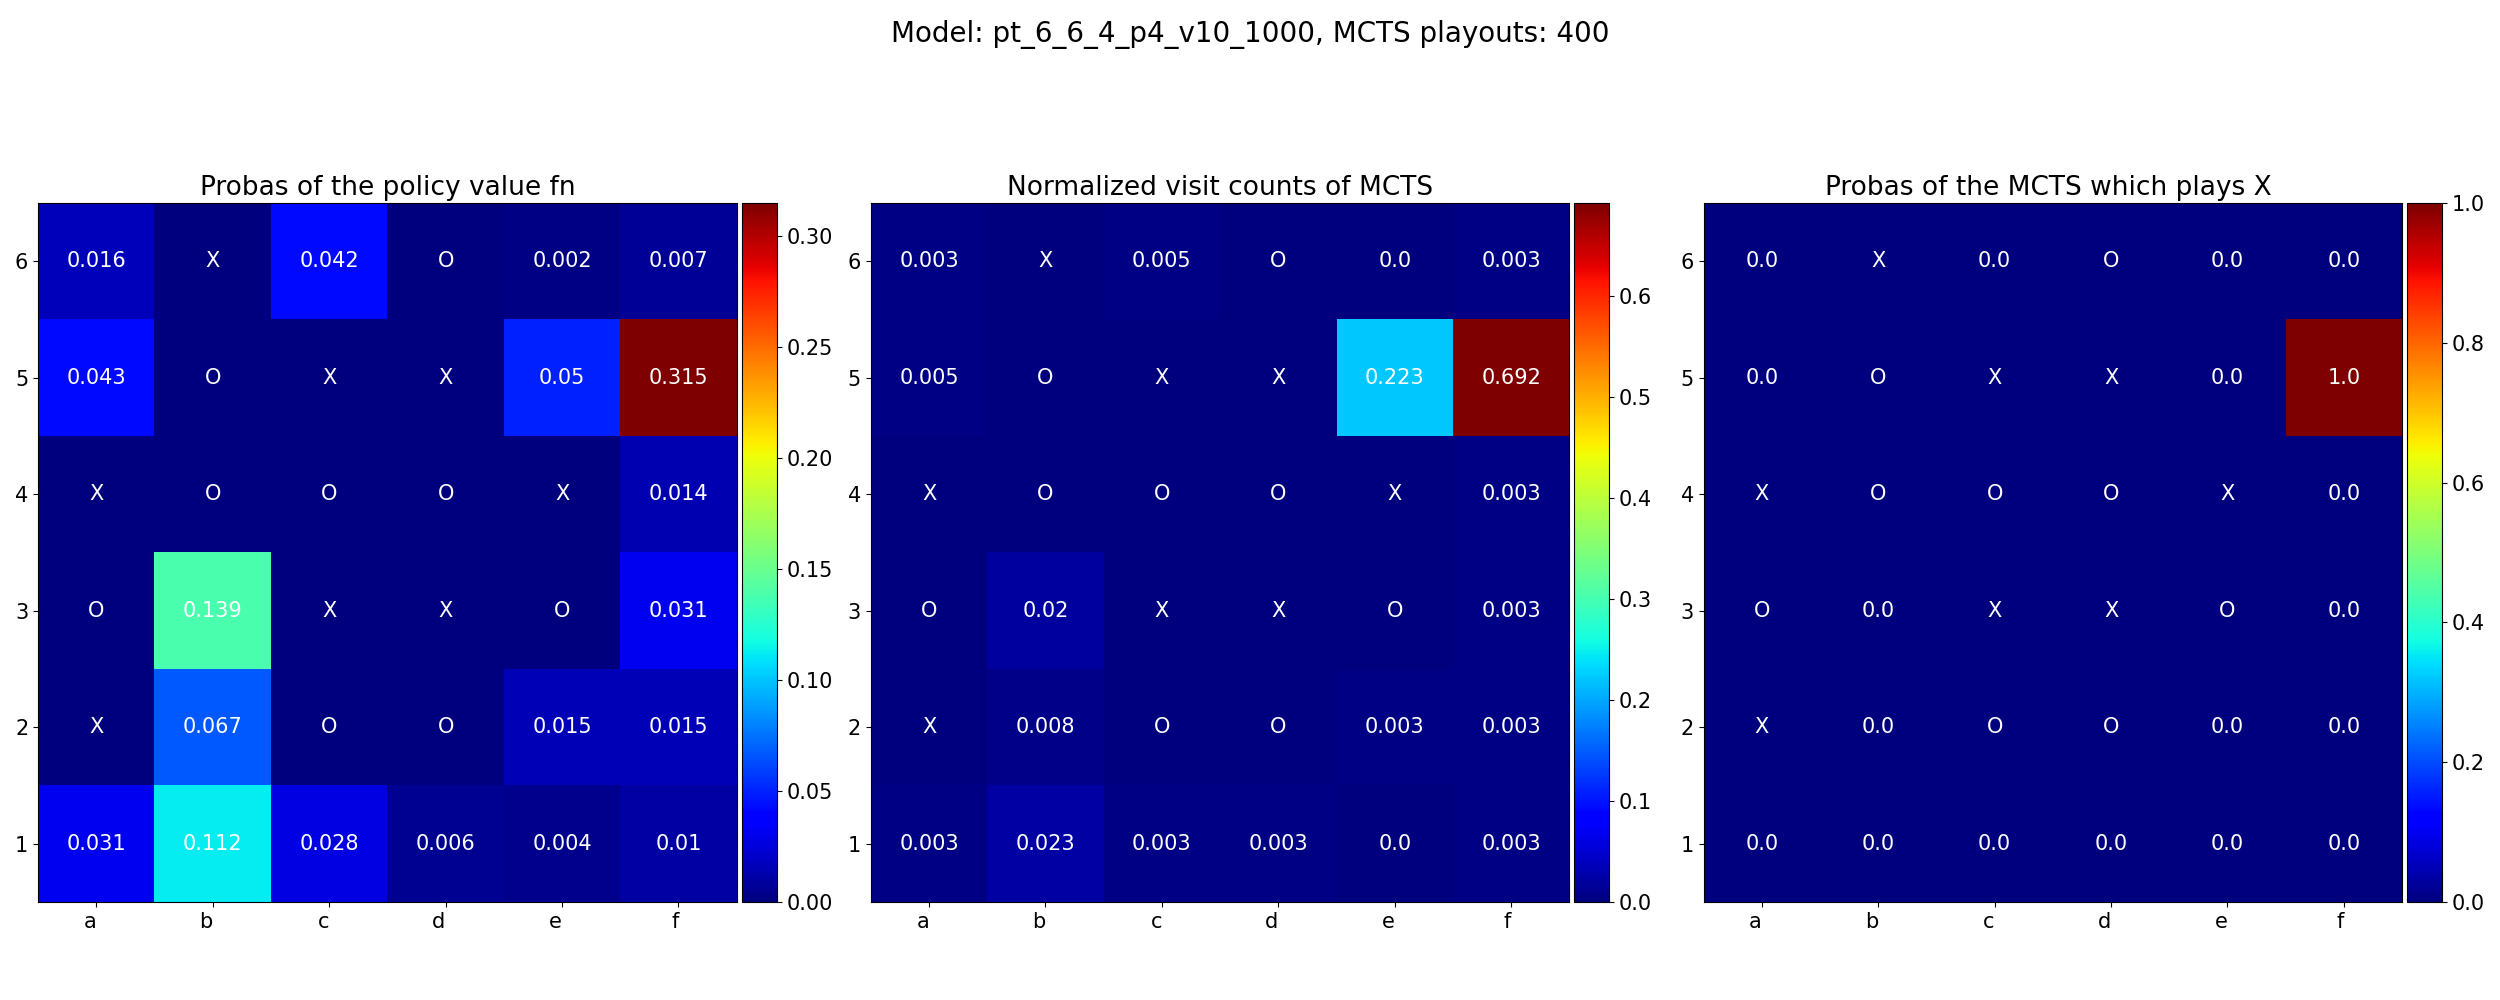 Model: pt_6_6_4_p4_v10_1000, MCTS playouts: 400
Probas of the policy value fn
6 0.016 X 0.042 O 0.002 0.007
5 0.043 O X X 0.05 0.315
4 X O O O X 0.014
3 O 0.139 X X O 0.031
2 X 0.067 O O 0.015 0.015
1 0.031 0.112 0.028 0.006 0.004 0.01
a b c d e f
0.30
0.25
0.20
0.15
0.10
0.05
0.00
Normalized visit counts of MCTS
6 0.003 X 0.005 O 0.0 0.003
5 0.005 O X X 0.223 0.692
4 X O O O X 0.003
3 O 0.02 X X O 0.003
2 X 0.008 O O 0.003 0.003
1 0.003 0.023 0.003 0.003 0.0 0.003
a b c d e f
0.6
0.5
0.4
0.3
0.2
0.1
0.0
Probas of the MCTS which plays X
6 0.0 X 0.0 O 0.0 0.0
5 0.0 O X X 0.0 1.0
4 X O O O X 0.0
3 O 0.0 X X O 0.0
2 X 0.0 O O 0.0 0.0
1 0.0 0.0 0.0 0.0 0.0 0.0
a b c d e f
1.0
0.8
0.6
0.4
0.2
0.0